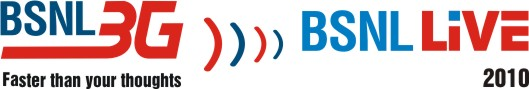 BSNL 3G
Faster than your thoughts
BSNL LiVE
2010